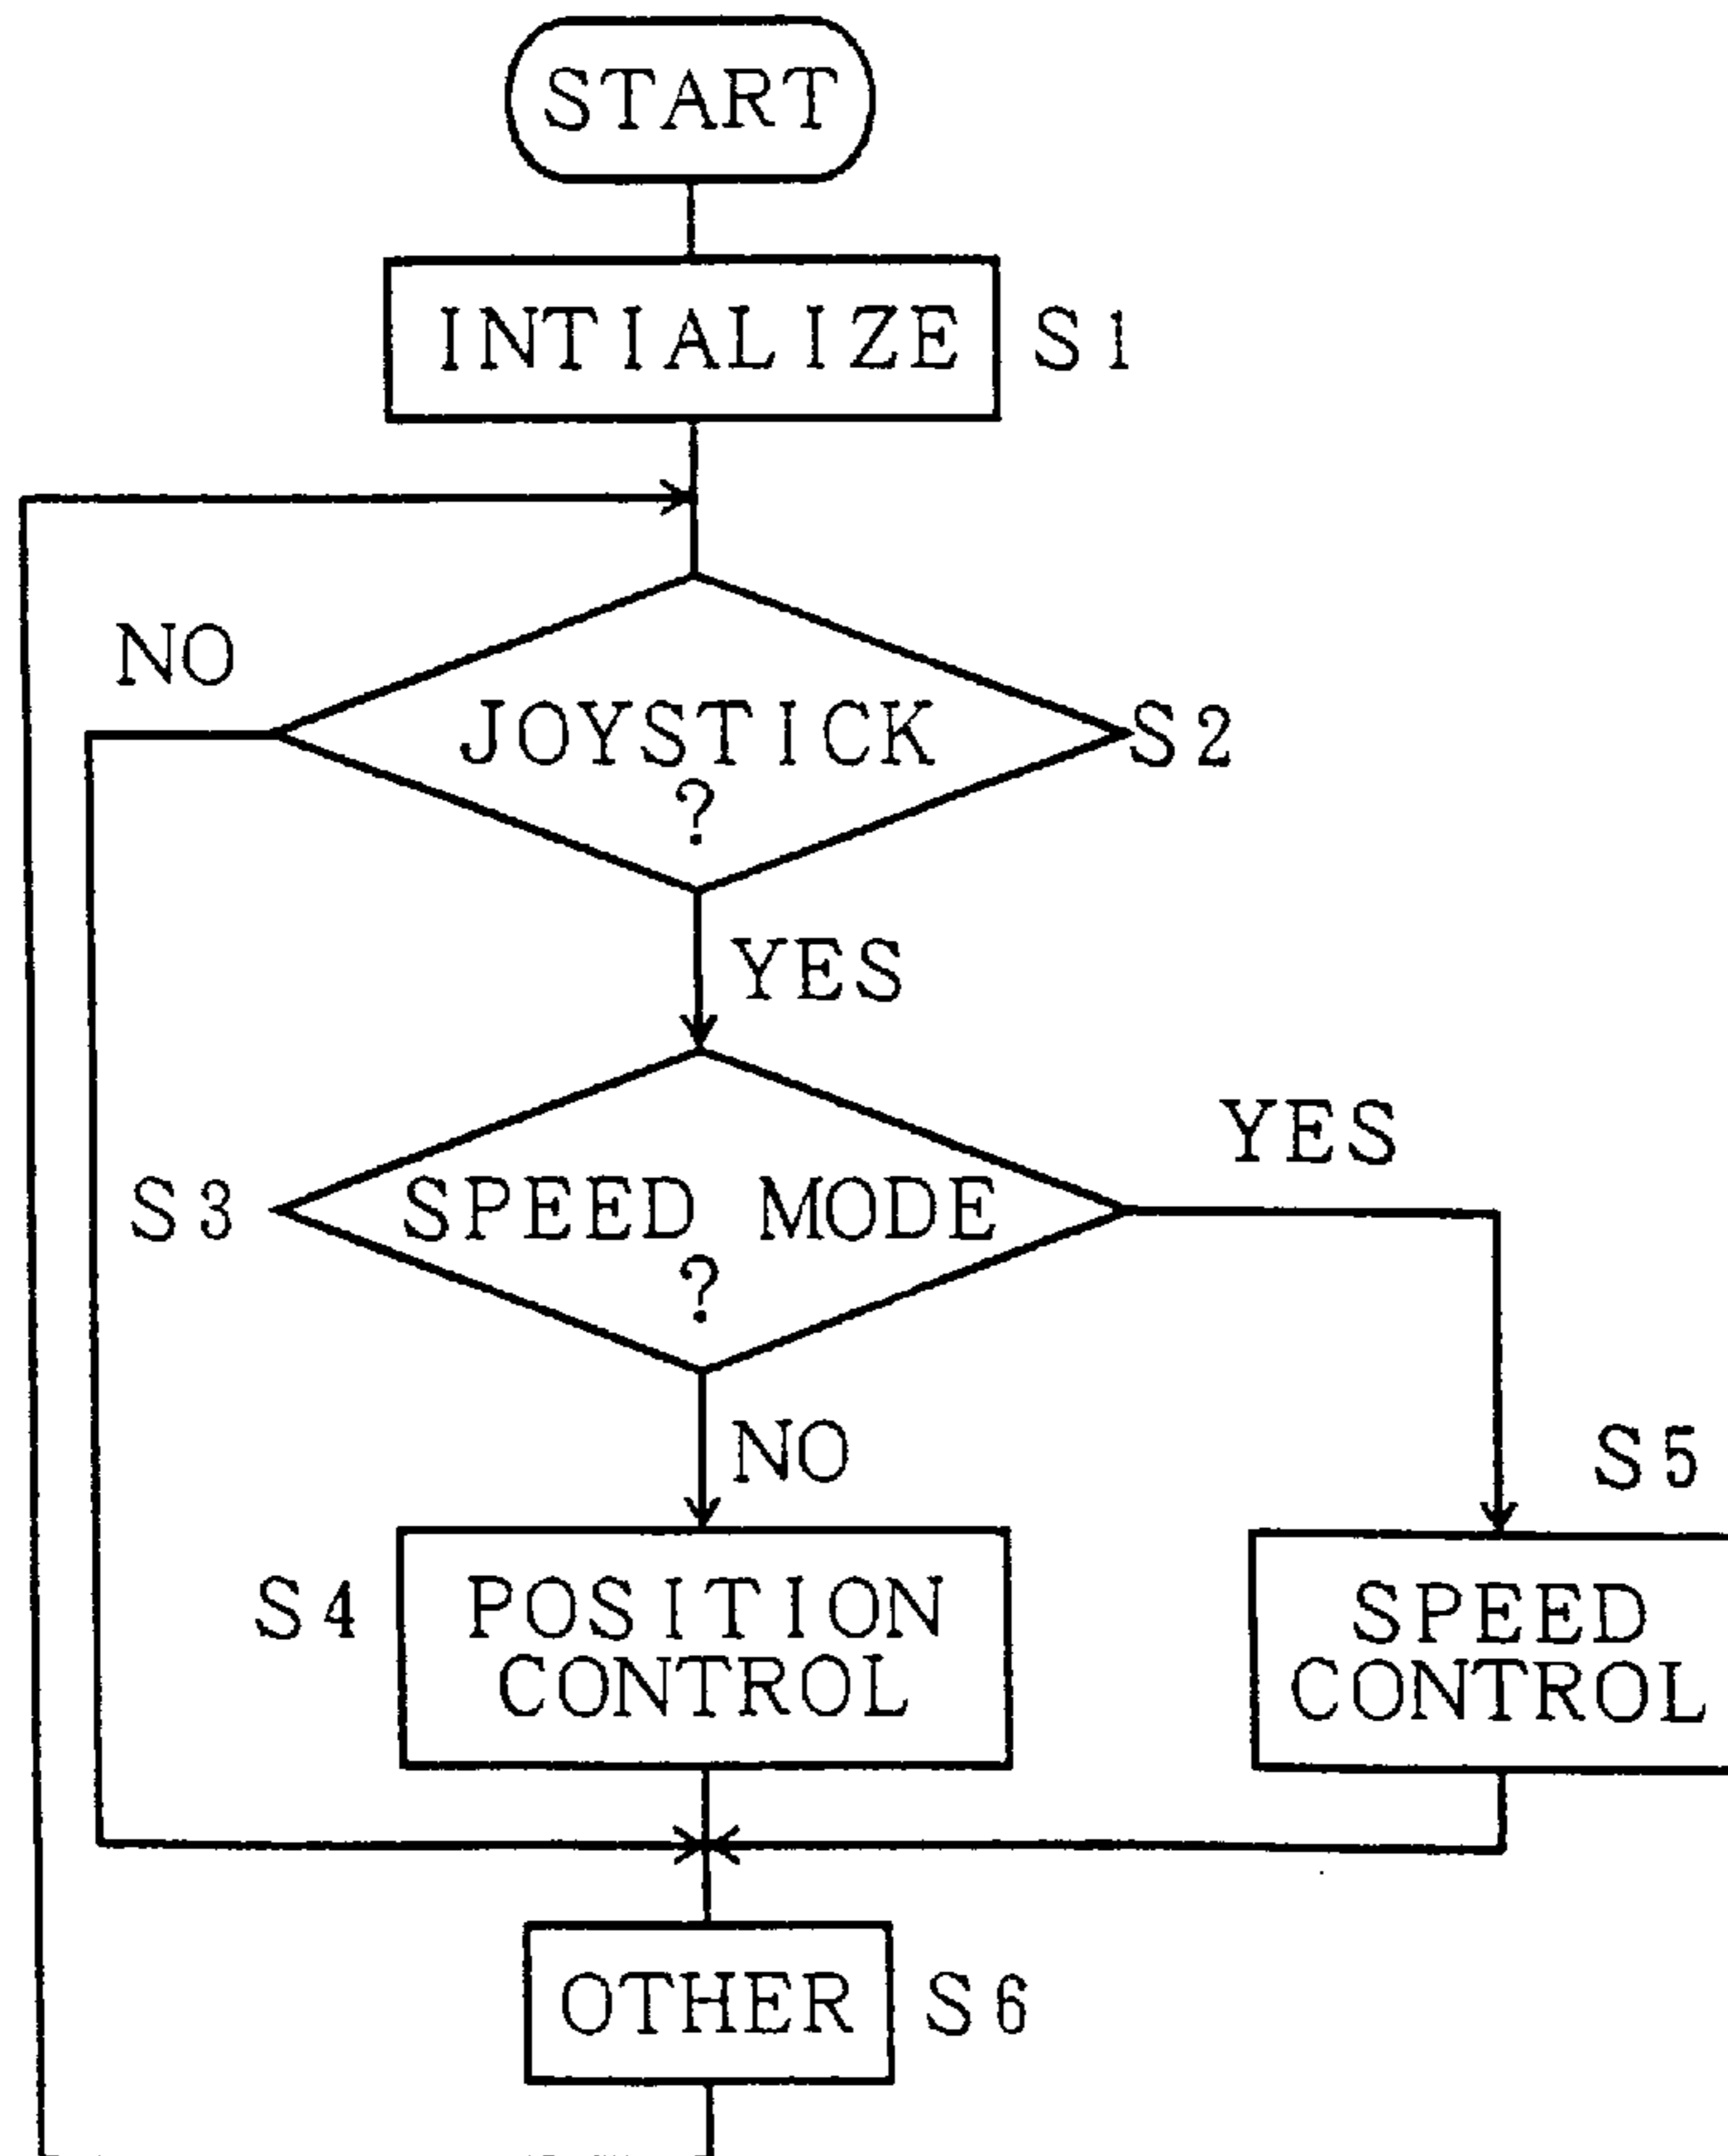 START
INTIALIZE S1
NO
JOYSTICK S2
?
YES
YES
S3 SPEED MODE
?
NO
S5
S4 POSITION SPEED
CONTROL CONTROL
OTHER S6